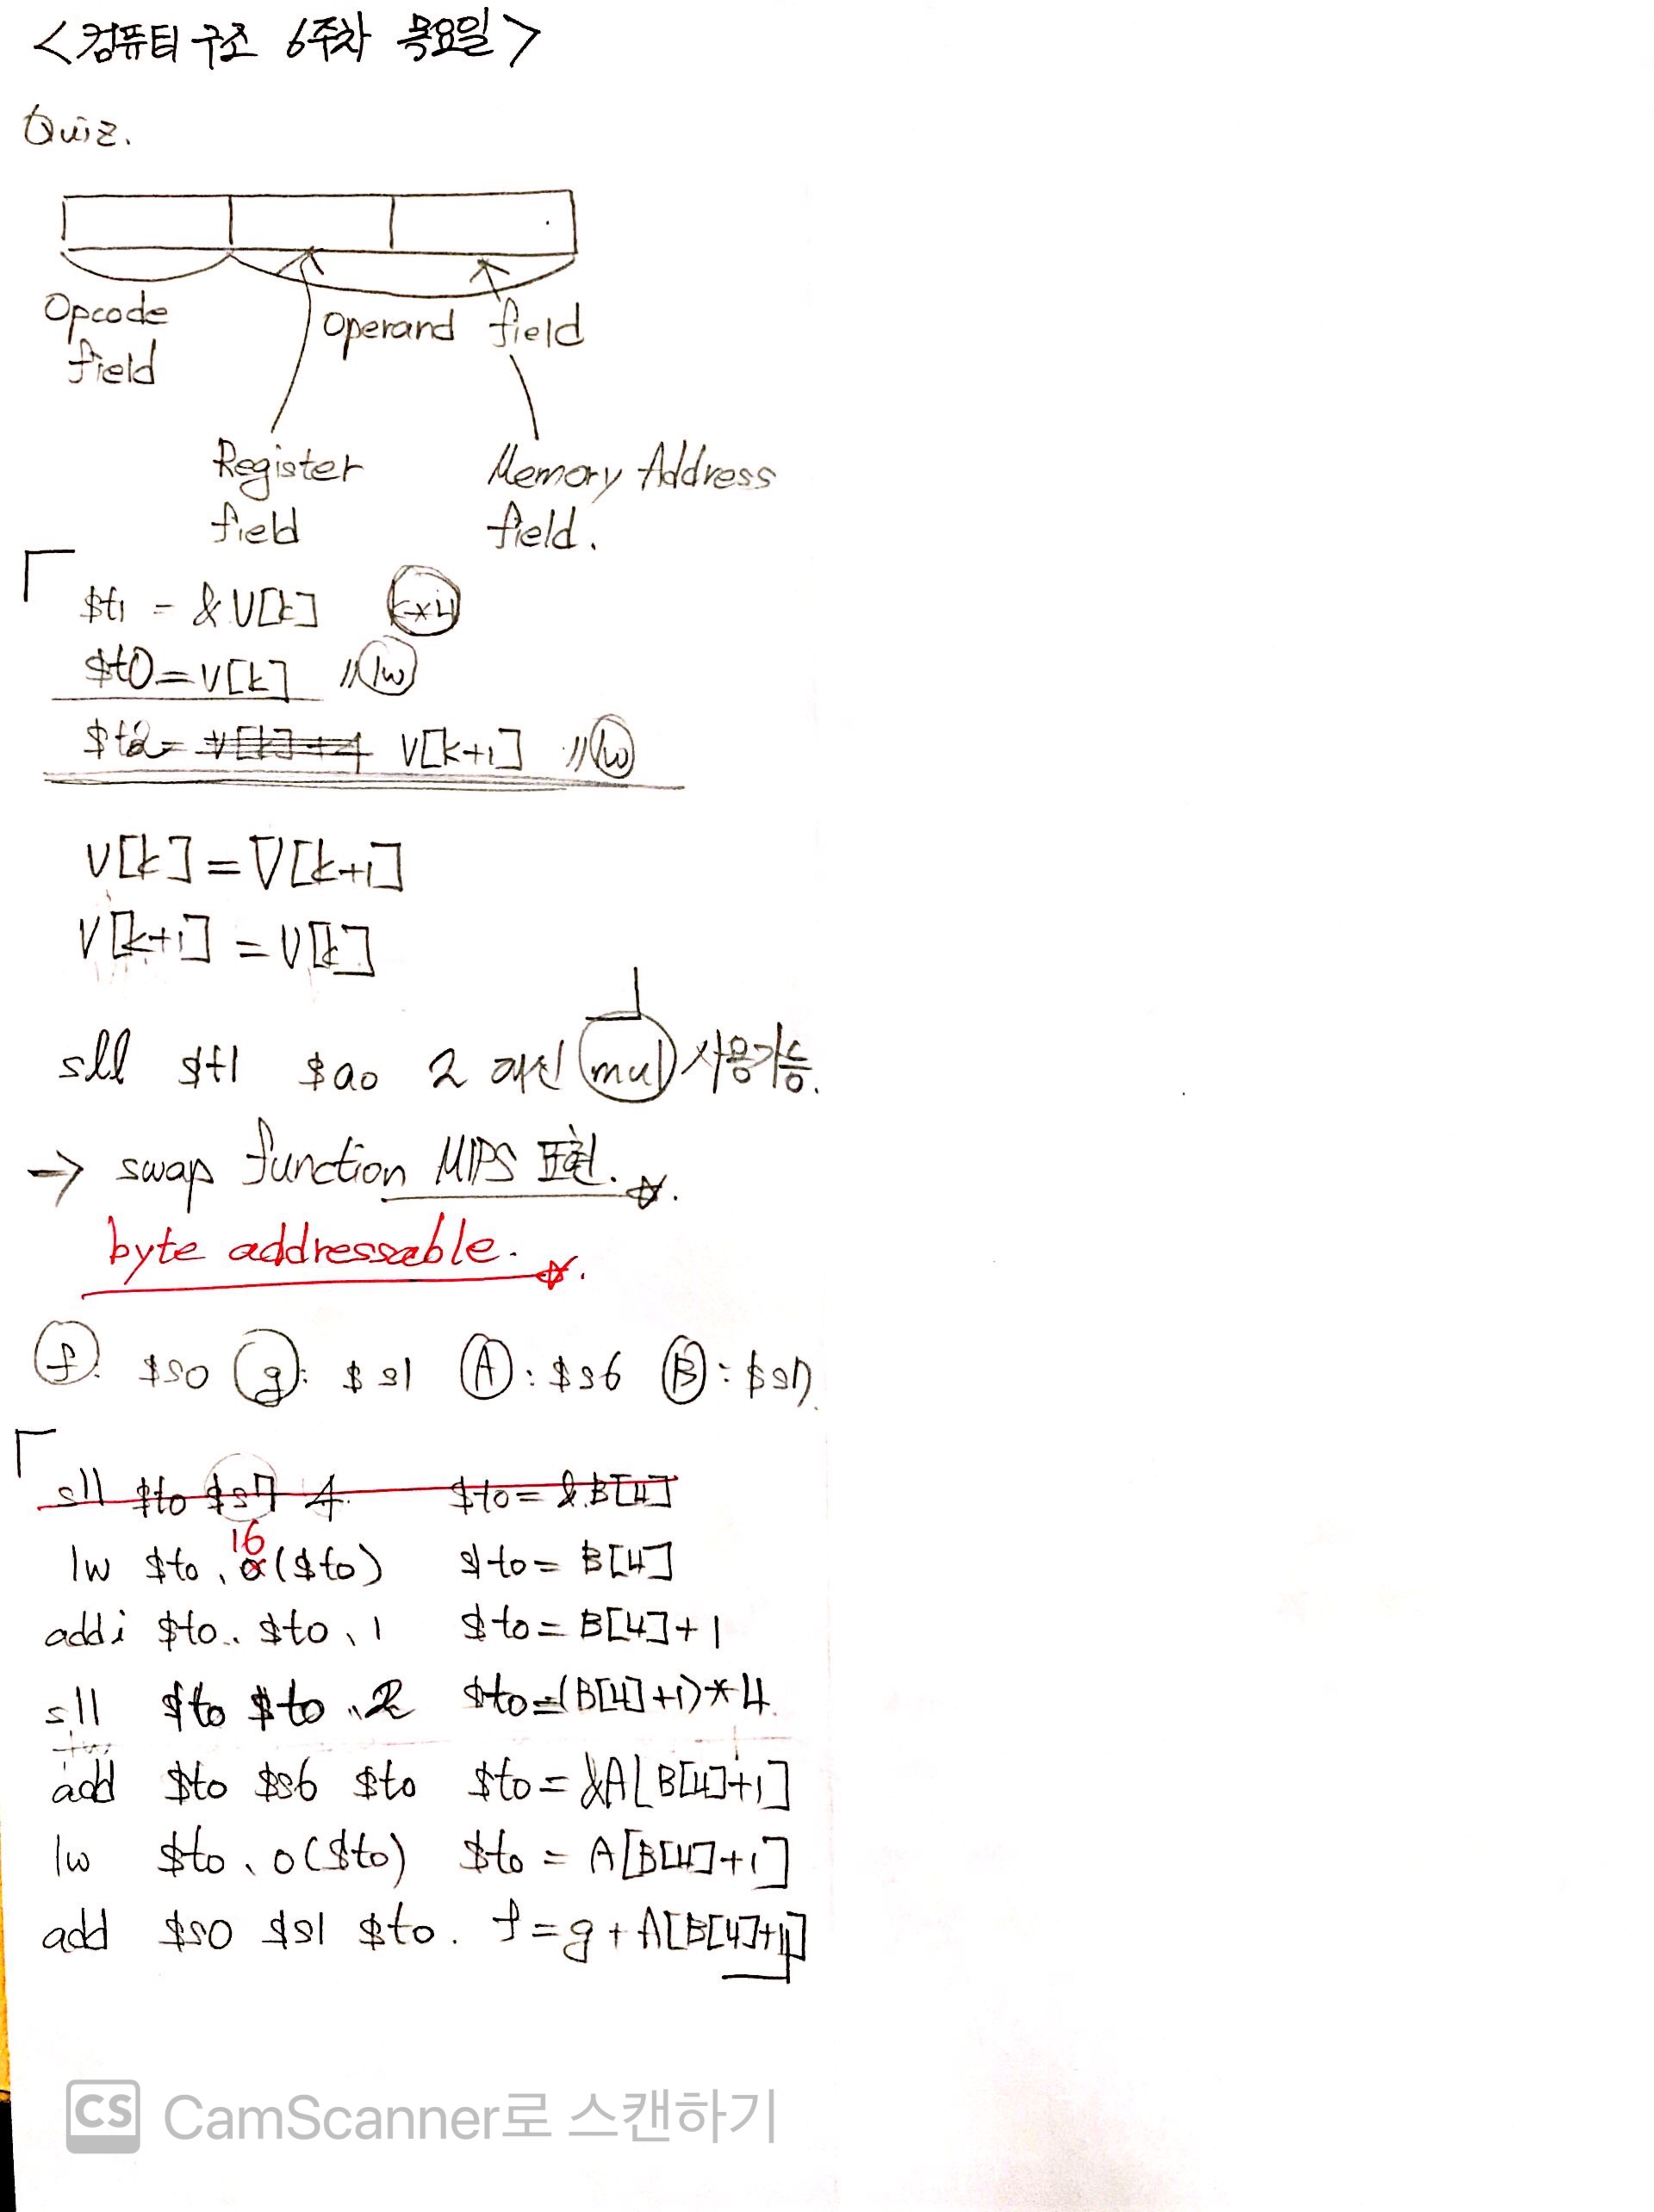 <컴퓨터 구조 6주차 목요일>
Quiz.
Opcode field
Operand field
Register field
Memory Address field.
$t1 = &V[k] k*4
$t0 = V[k] // lw
$t2 = V[k]+4 V[k+1] // lw
V[k] = V[k+1]
V[k+1] = V[k]
sll $t1 $a0 2 대신 mul 사용가능.
→ swap function MIPS 표현. ☆.
byte addressable. ☆.
f: $s0 g: $s1 A: $s6 B: $s7
sll $t0 $s7 4 $t0 = &B[4]
lw $t0, 16($t0) $t0 = B[4]
addi $t0, $t0, 1 $t0 = B[4]+1
sll $t0 $t0, 2 $t0 = (B[4]+1)*4
add $t0 $s6 $t0 $t0 = &A[B[4]+1]
lw $t0, 0($t0) $t0 = A[B[4]+1]
add $s0 $s1 $t0. f = g + A[B[4]+1]
CS CamScanner로 스캔하기